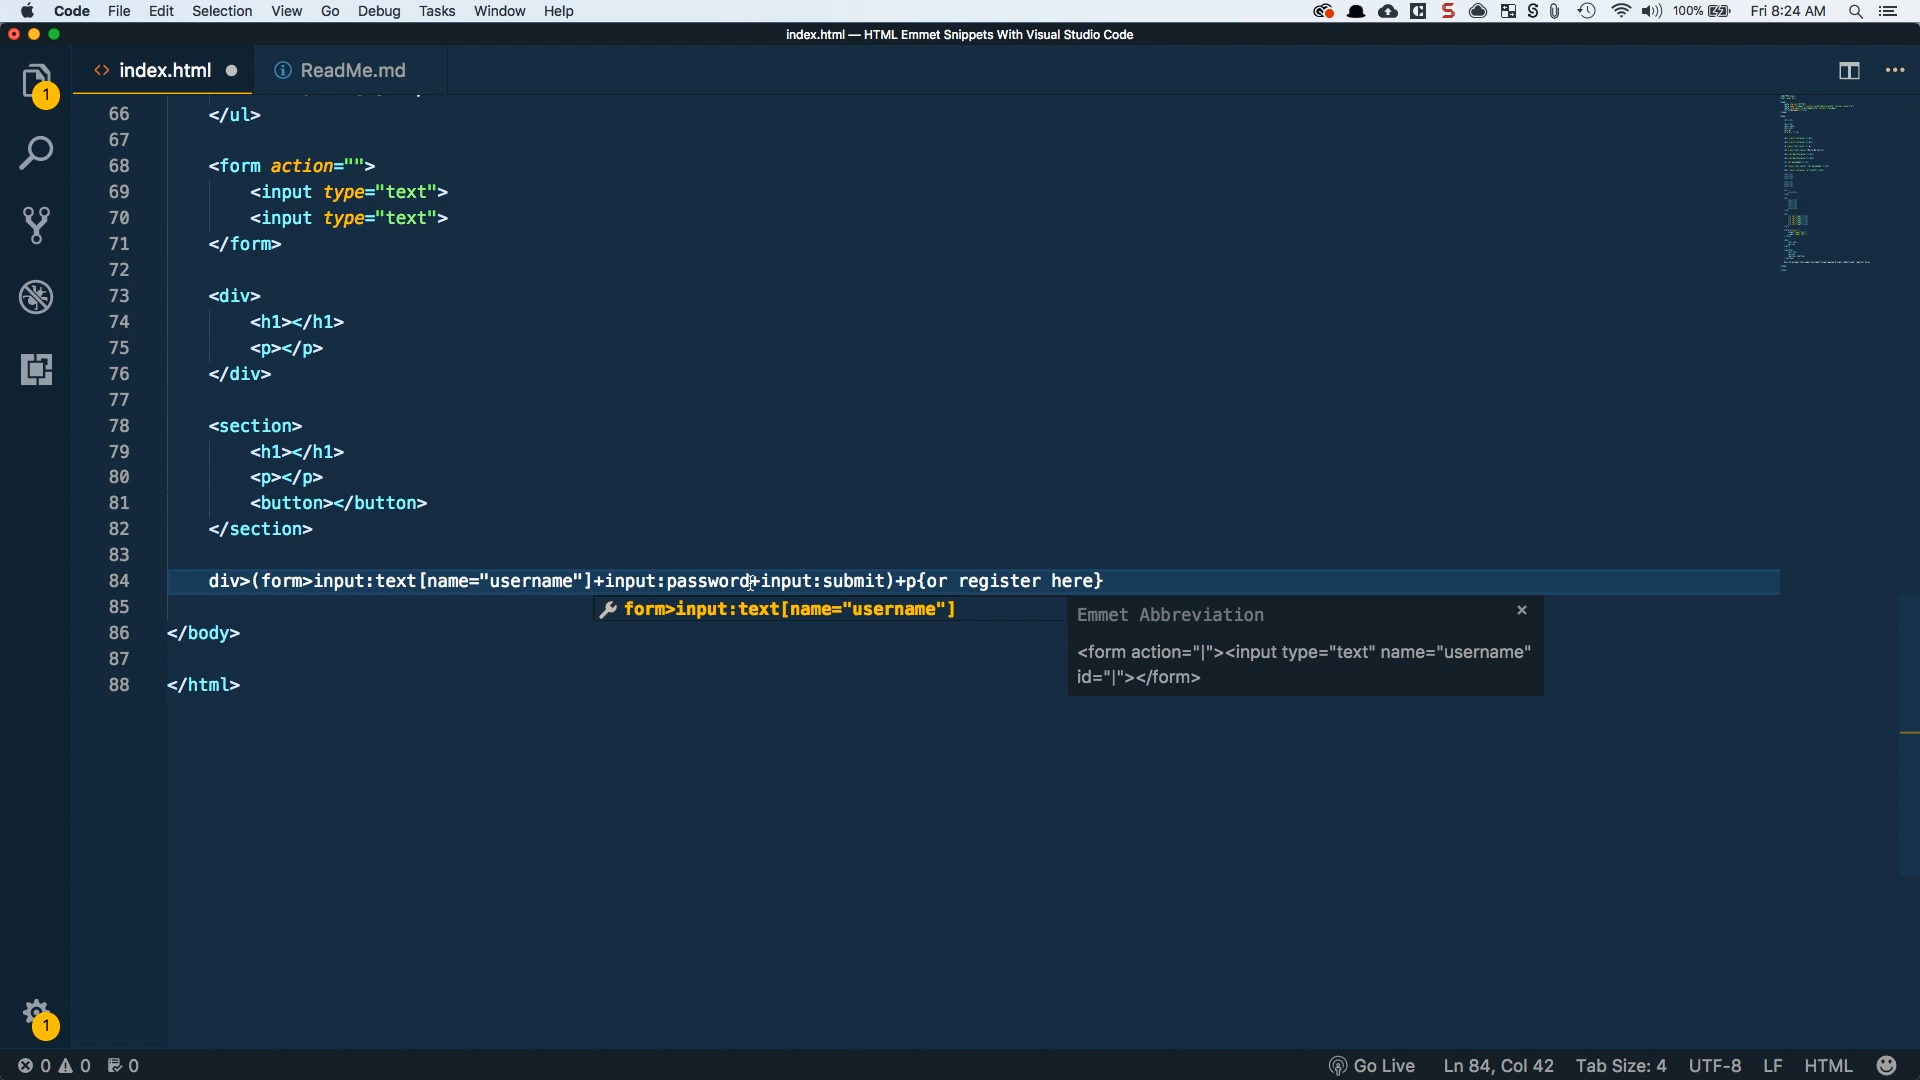 Code File Edit Selection View Go Debug Tasks Window Help 100% Fri 8:24 AM
index.html — HTML Emmet Snippets With Visual Studio Code
index.html ReadMe.md
1
66 </ul>
67
68 <form action="">
69 <input type="text">
70 <input type="text">
71 </form>
72
73 <div>
74 <h1></h1>
75 <p></p>
76 </div>
77
78 <section>
79 <h1></h1>
80 <p></p>
81 <button></button>
82 </section>
83
84 div>(form>input:text[name="username"]+input:password+input:submit)+p{or register here}
85 form>input:text[name="username"]
Emmet Abbreviation ×
86 </body>
<form action="|"><input type="text" name="username"
87
id="|"></form>
88 </html>
1
0 0 0 Go Live Ln 84, Col 42 Tab Size: 4 UTF-8 LF HTML